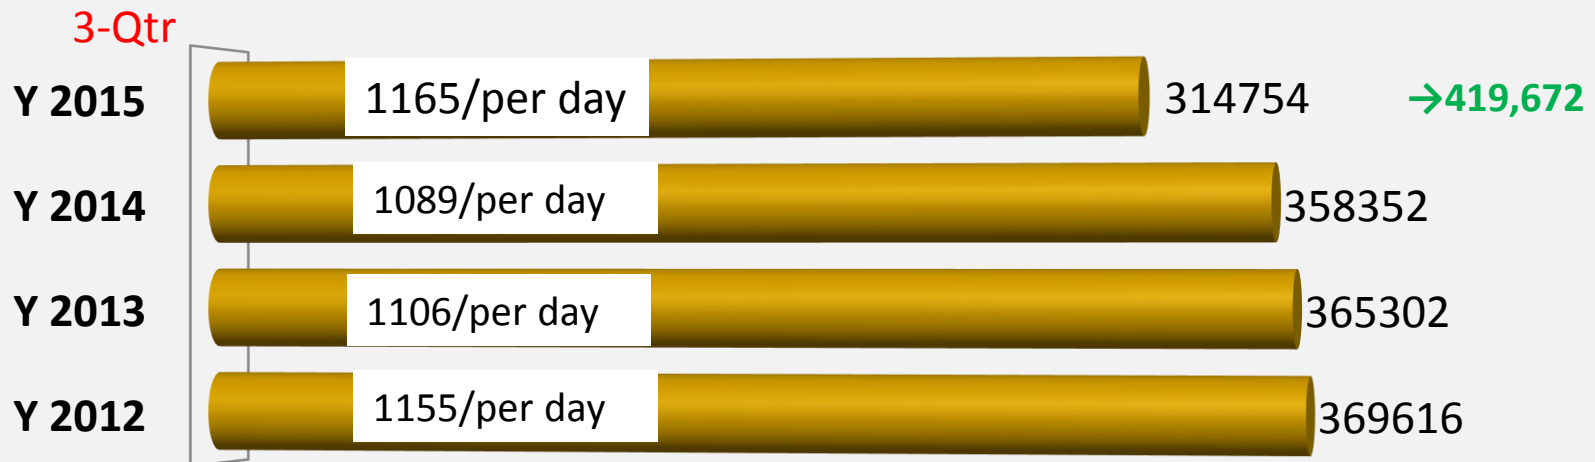 3-Qtr
Y 2015 1165/per day 314754 →419,672
Y 2014 1089/per day 358352
Y 2013 1106/per day 365302
Y 2012 1155/per day 369616